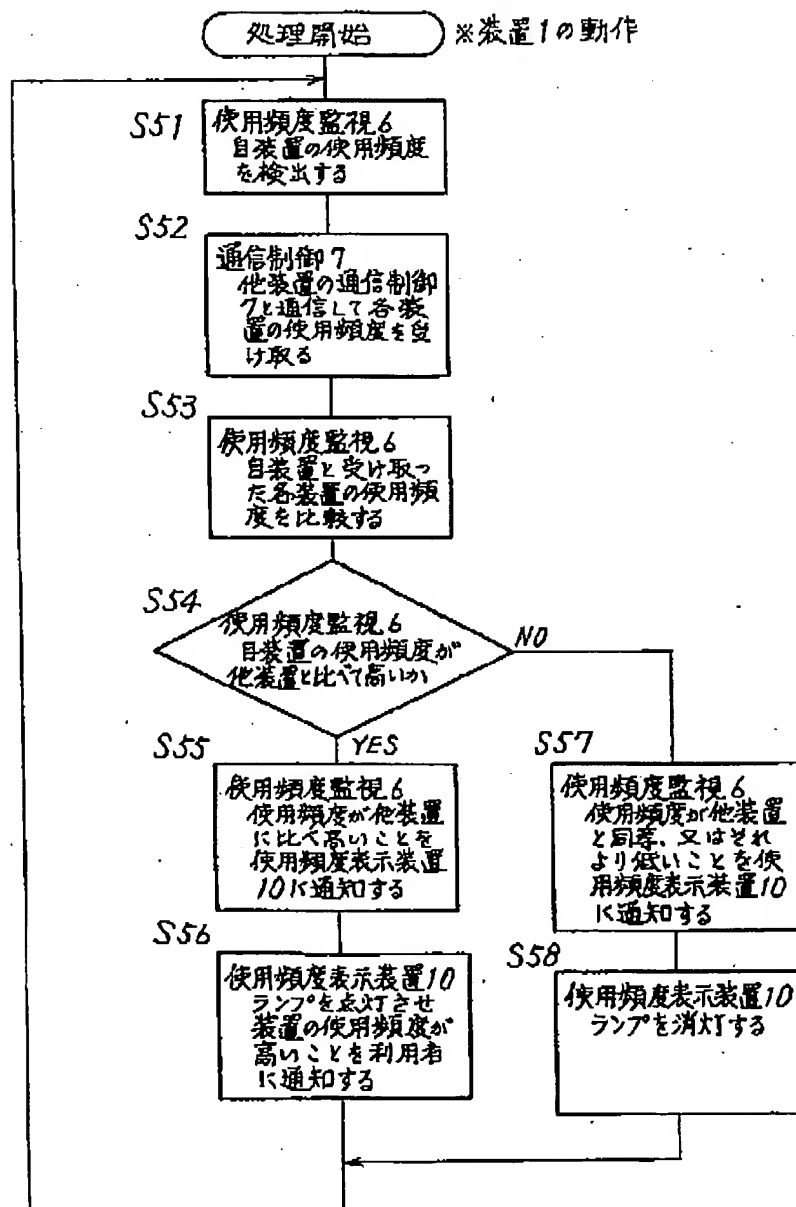 処理開始
※装置1の動作
S51
使用頻度監視6
自装置の使用頻度
を検出する
S52
通信制御7
他装置の通信制御
7と通信して各装
置の使用頻度を受
け取る
S53
使用頻度監視6
自装置と受け取っ
た各装置の使用頻
度を比較する
S54
使用頻度監視6
自装置の使用頻度が
他装置と比べて高いか
NO
YES
S55
使用頻度監視6
使用頻度が他装置
に比べ高いことを
使用頻度表示装置
10に通知する
S56
使用頻度表示装置10
ランプを点灯させ
装置の使用頻度が
高いことを利用者
に通知する
S57
使用頻度監視6
使用頻度が他装置
と同等、又はそれ
より低いことを使
用頻度表示装置10
に通知する
S58
使用頻度表示装置10
ランプを消灯する